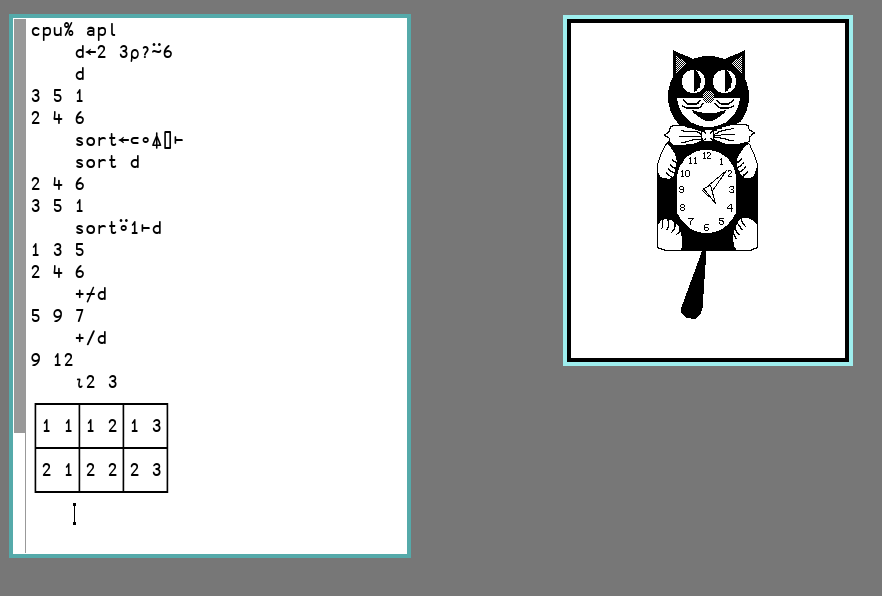 cpu% apl
d←2 3⍴?⍨6
d
3 5 1
2 4 6
sort←⊂∘⍋⌷⊢
sort d
2 4 6
3 5 1
sort⍤1⊢d
1 3 5
2 4 6
+⌿d
5 9 7
+/d
9 12
⍳2 3
1 1 1 2 1 3
2 1 2 2 2 3
11 12 1
10 2
9 3
8 4
7 6 5